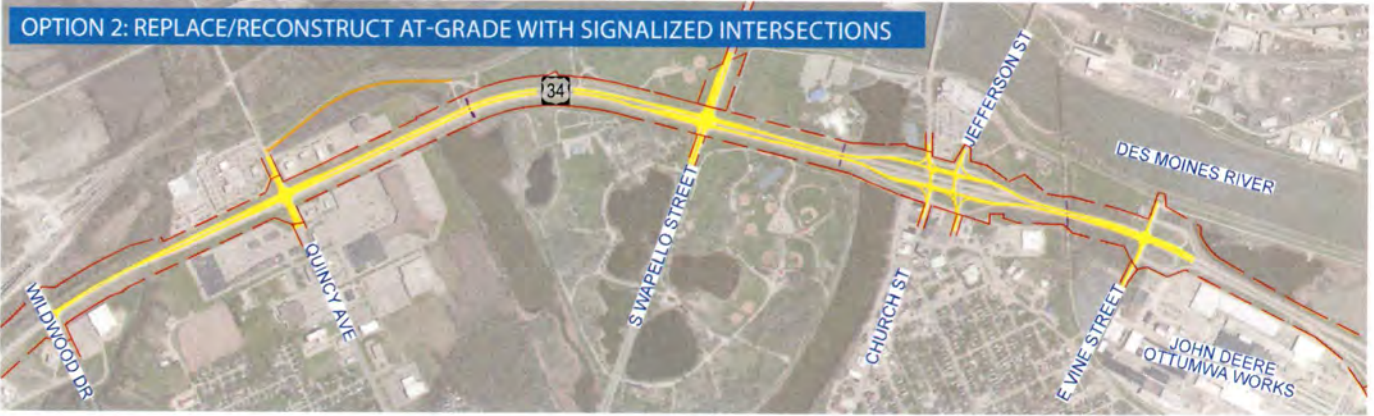 OPTION 2: REPLACE/RECONSTRUCT AT-GRADE WITH SIGNALIZED INTERSECTIONS
34
JEFFERSON ST
DES MOINES RIVER
WILDWOOD DR
QUINCY AVE
S WAPELLO STREET
CHURCH ST
E VINE STREET
JOHN DEERE
OTTUMWA WORKS